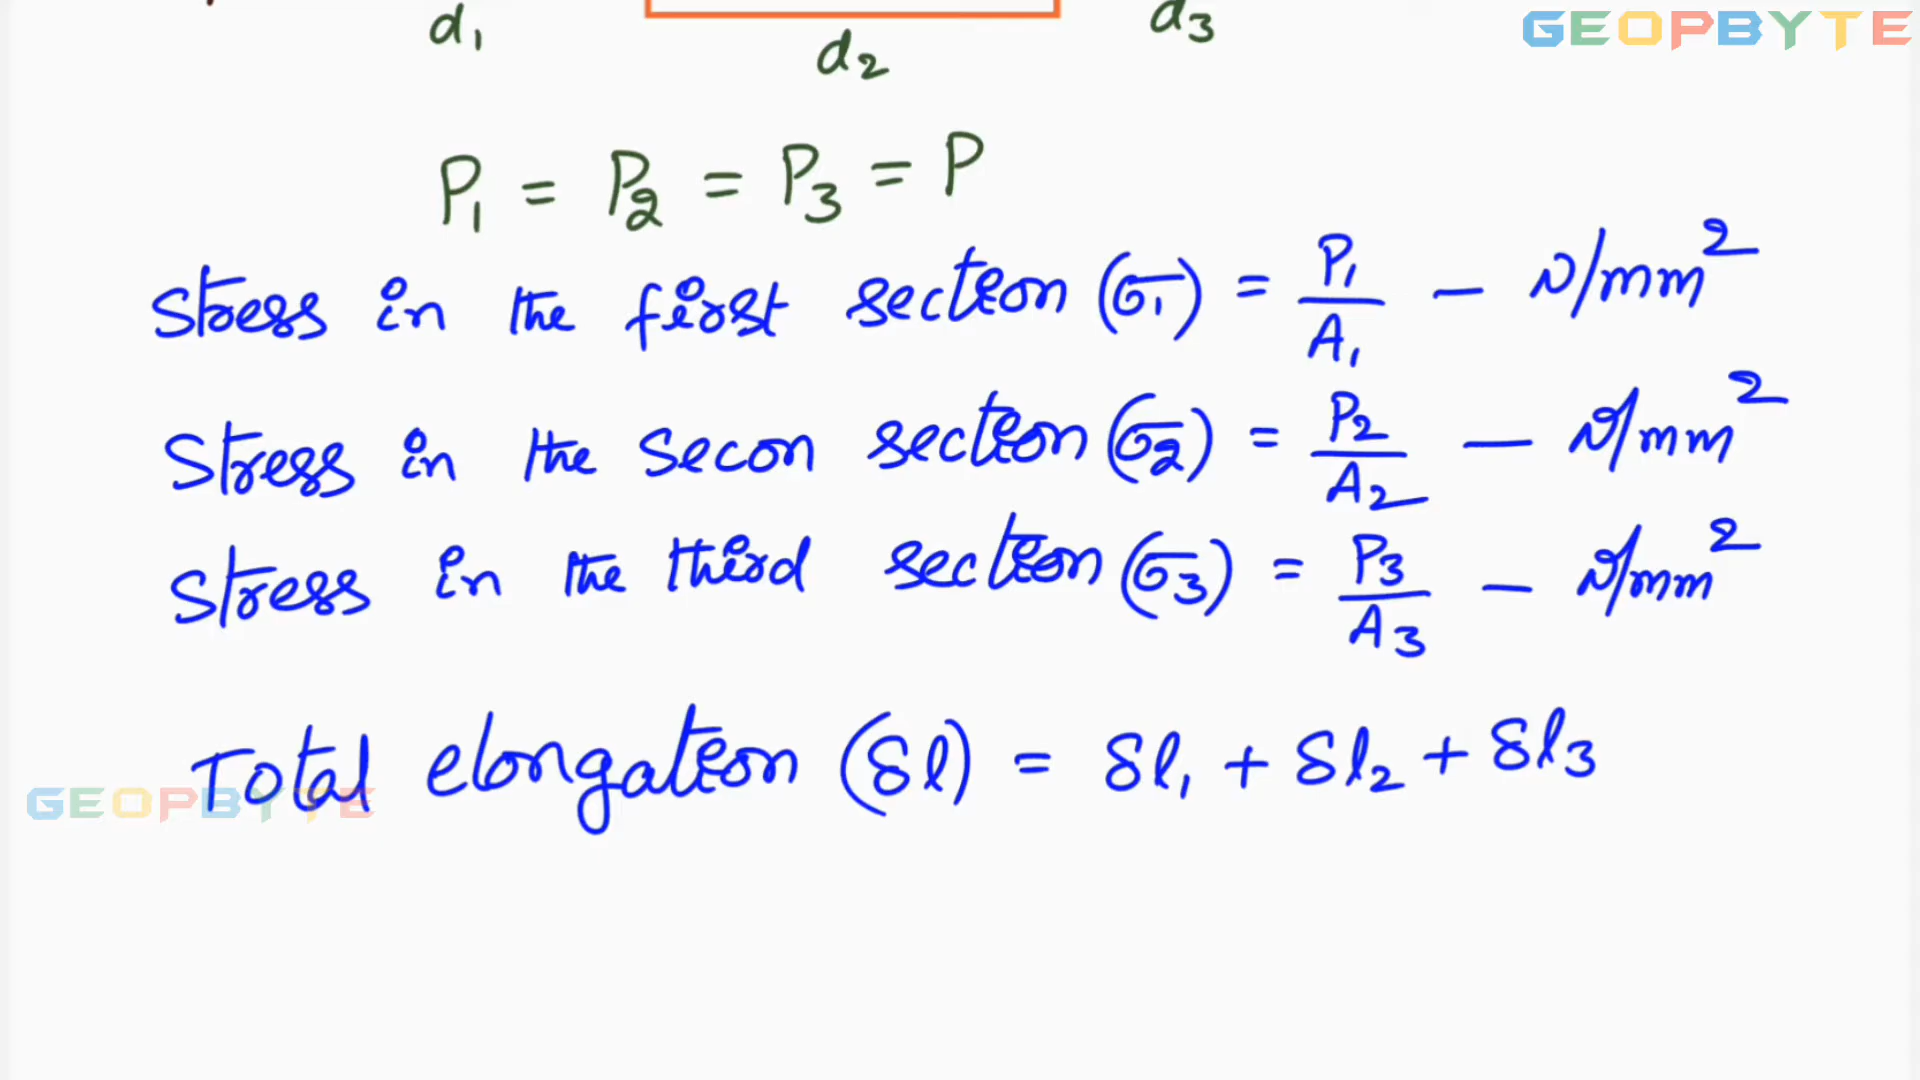 d₁ d₂ d₃
GEOPBYTE
P₁ = P₂ = P₃ = P
Stress in the first section (σ₁) = P₁/A₁ — N/mm²
Stress in the secon section (σ₂) = P₂/A₂ — N/mm²
Stress in the third section (σ₃) = P₃/A₃ — N/mm²
Total elongation (δl) = δl₁ + δl₂ + δl₃
GEOPBYTE